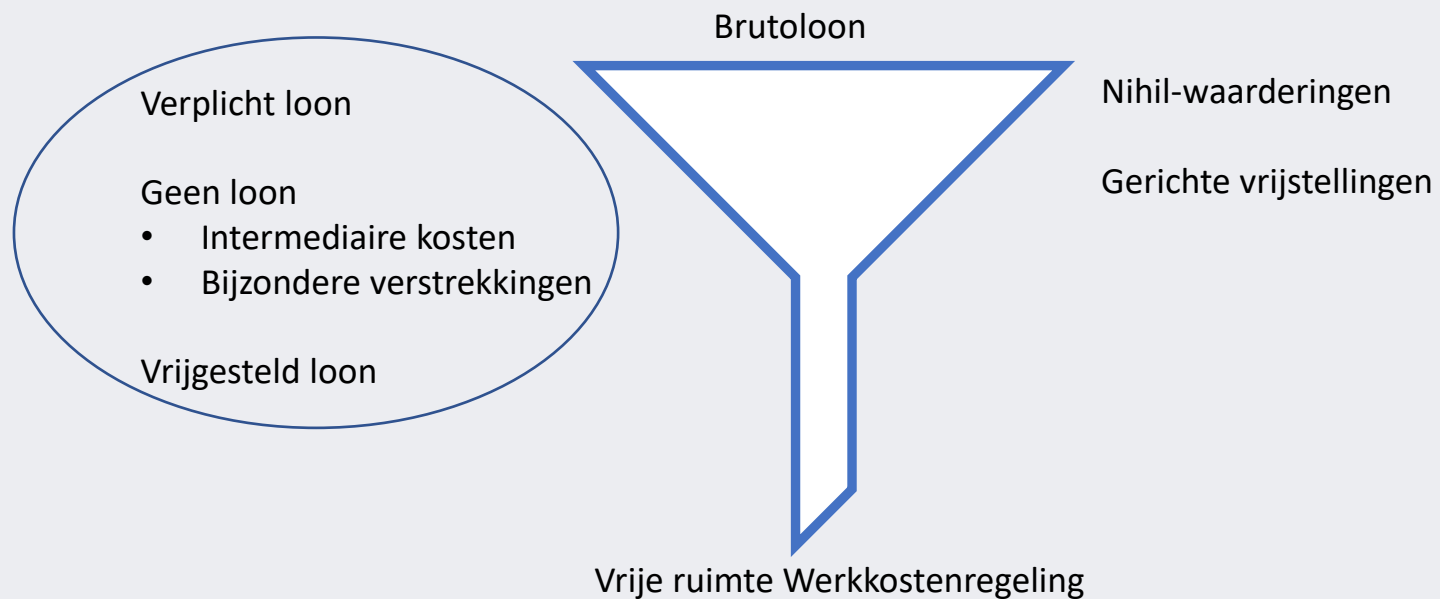 Brutoloon
Verplicht loon
Geen loon
• Intermediaire kosten
• Bijzondere verstrekkingen
Vrijgesteld loon
Nihil-waarderingen
Gerichte vrijstellingen
Vrije ruimte Werkkostenregeling